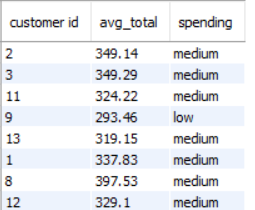 customer id avg_total spending
2 349.14 medium
3 349.29 medium
11 324.22 medium
9 293.46 low
13 319.15 medium
1 337.83 medium
8 397.53 medium
12 329.1 medium